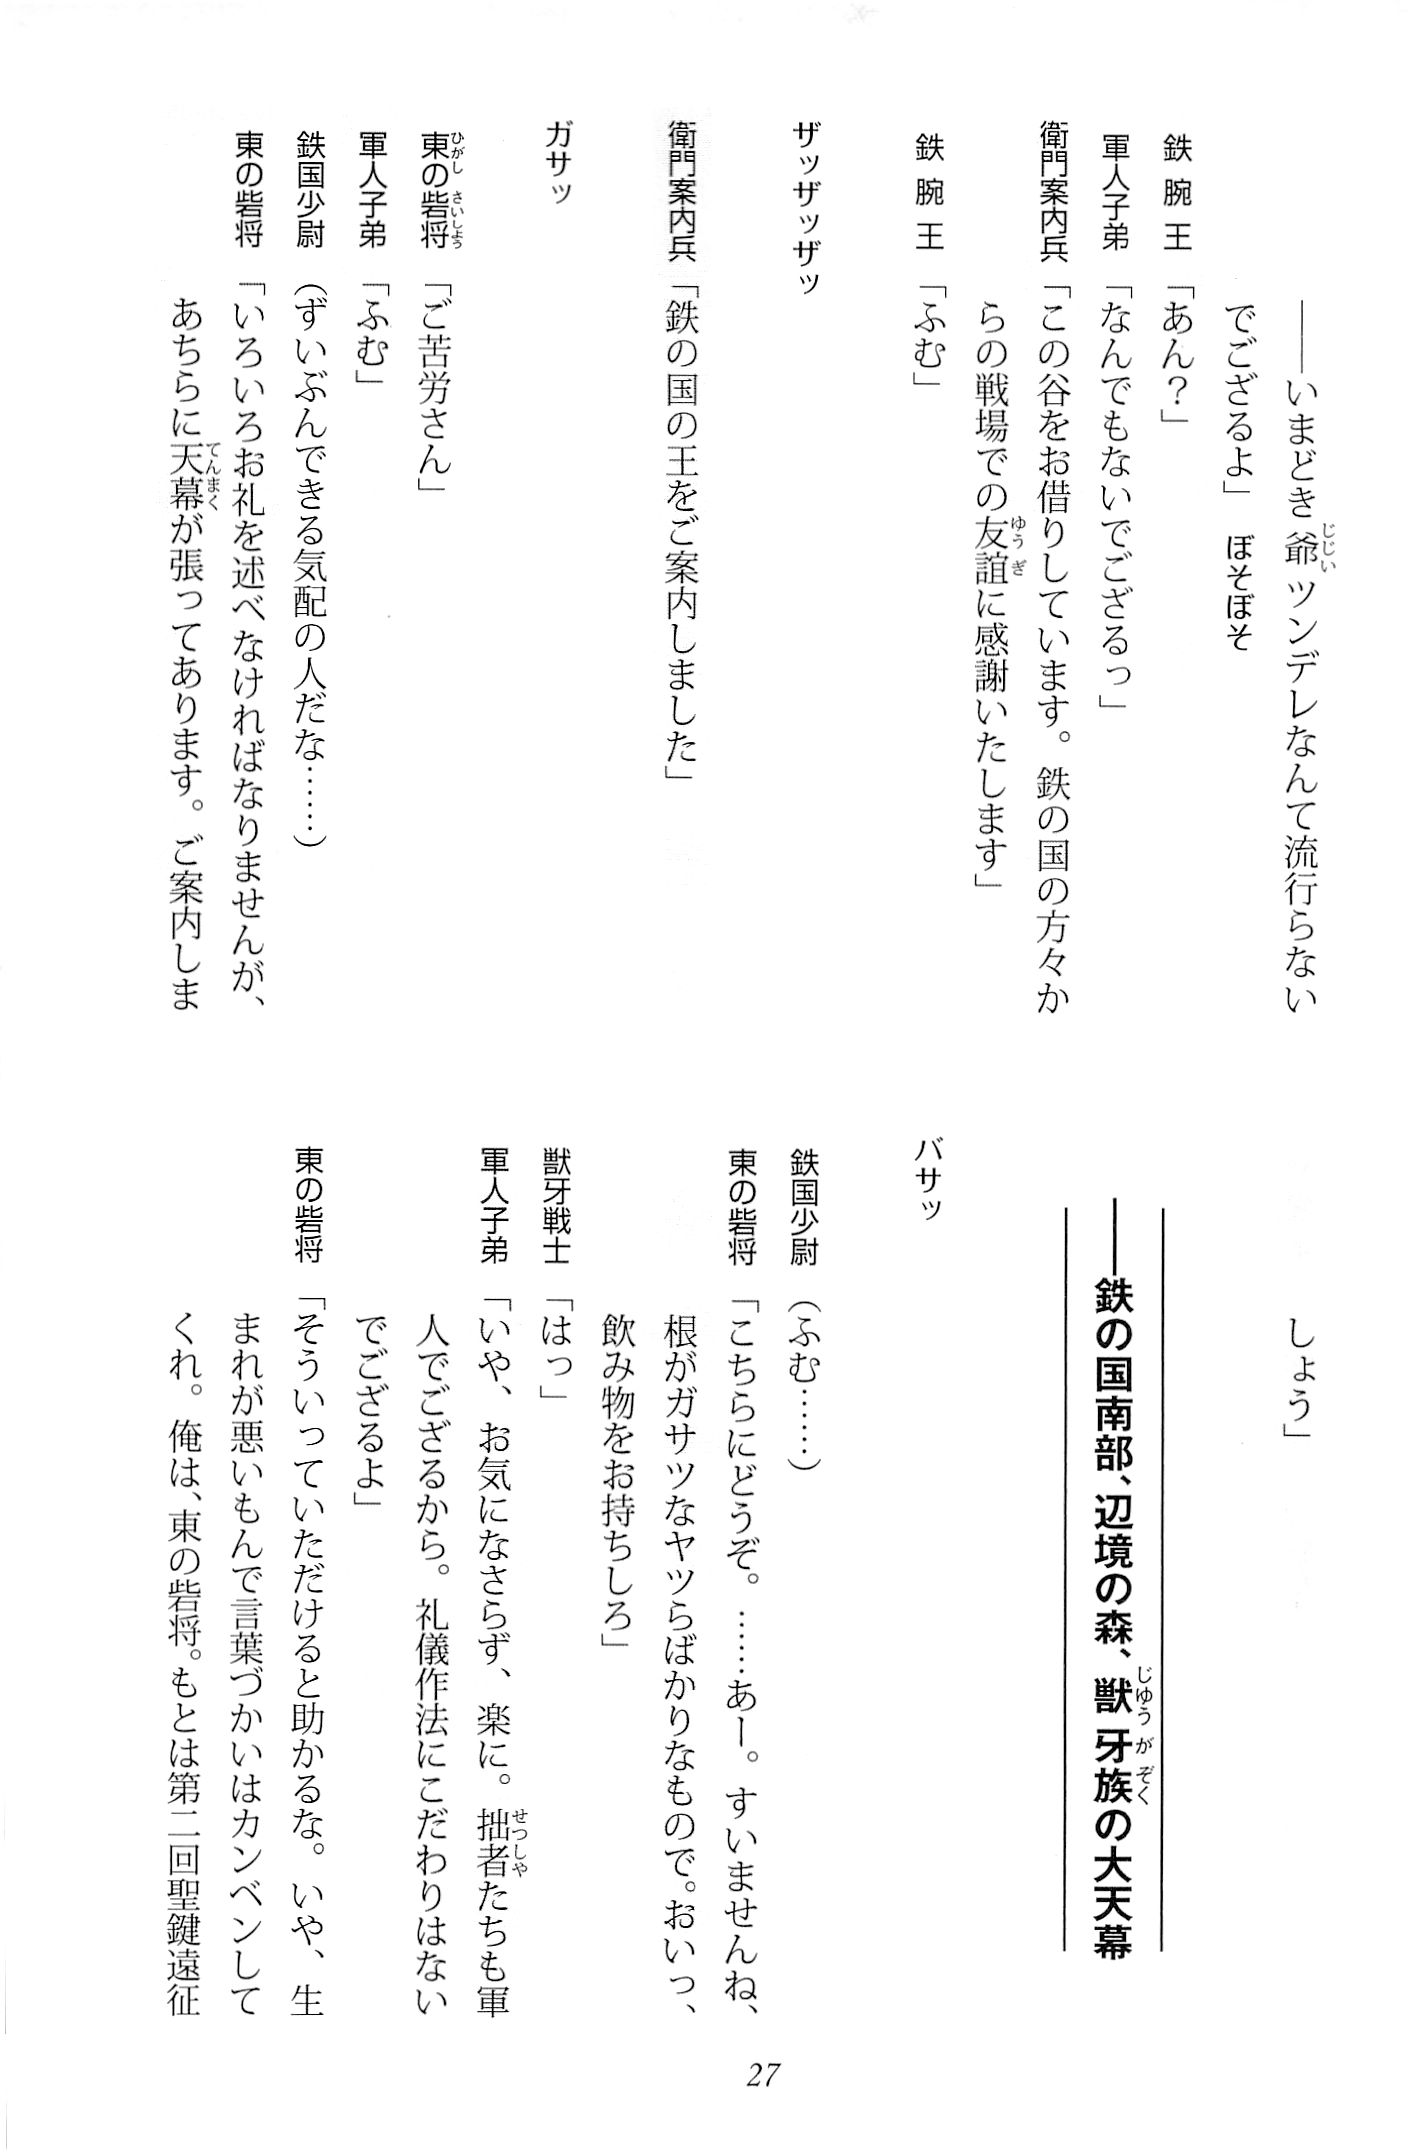 ――いまどき爺ツンデレなんて流行らない
でござるよ」　ぼそぼそ
鉄腕王「あん？」
軍人子弟「なんでもないでござるっ」
衛門案内兵「この谷をお借りしています。鉄の国の方々か
らの戦場での友誼に感謝いたします」
鉄腕王「ふむ」
ザッザッザッ
衛門案内兵「鉄の国の王をご案内しました」
ガサッ
東の砦将「ご苦労さん」
軍人子弟「ふむ」
鉄国少尉（ずいぶんできる気配の人だな……）
東の砦将「いろいろお礼を述べなければなりませんが、
あちらに天幕が張ってあります。ご案内しま
しょう」
――鉄の国南部、辺境の森、獣牙族の大天幕
バサッ
鉄国少尉（ふむ……）
東の砦将「こちらにどうぞ。……あー。すいませんね、
根がガサツなヤツらばかりなもので。おいっ、
飲み物をお持ちしろ」
獣牙戦士「はっ」
軍人子弟「いや、お気になさらず、楽に。拙者たちも軍
人でござるから。礼儀作法にこだわりはない
でござるよ」
東の砦将「そういっていただけると助かるな。いや、生
まれが悪いもんで言葉づかいはカンベンして
くれ。俺は、東の砦将。もとは第二回聖鍵遠征
27